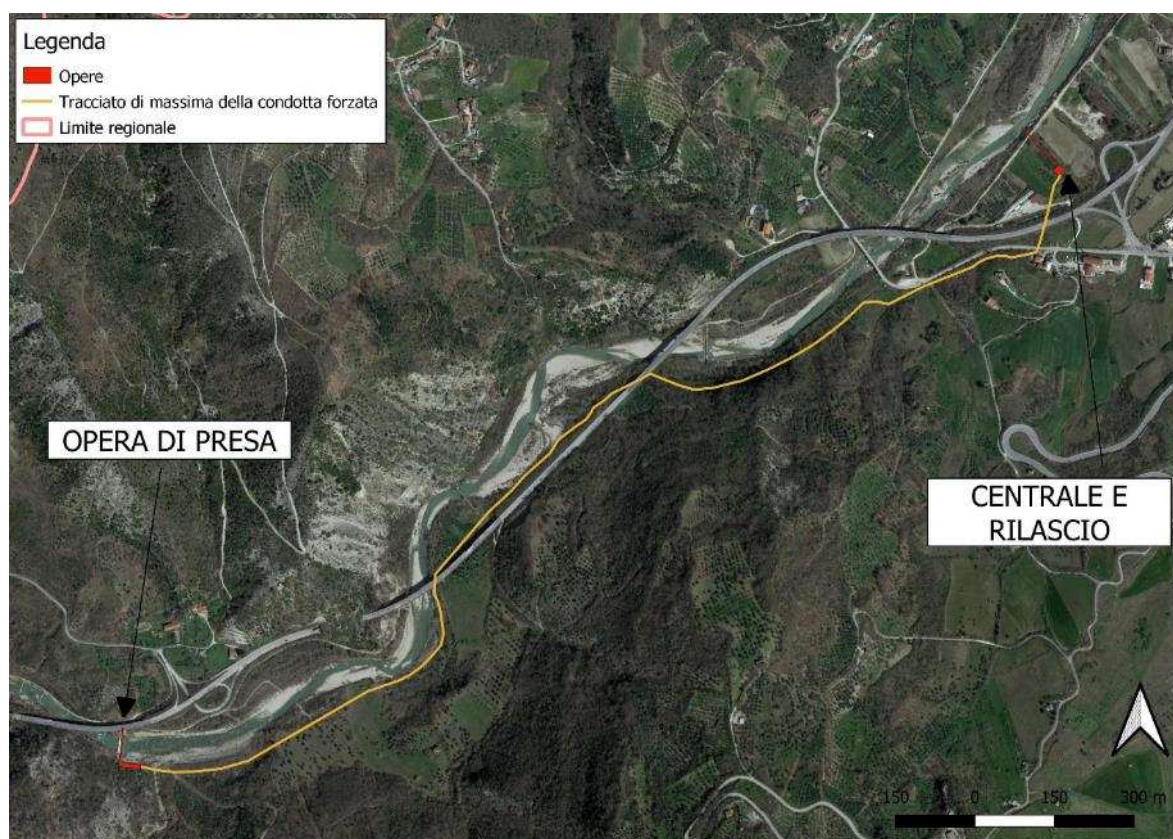 Legenda
Opere
Tracciato di massima della condotta forzata
Limite regionale
OPERA DI PRESA
CENTRALE E
RILASCIO
150 0 150 300 m